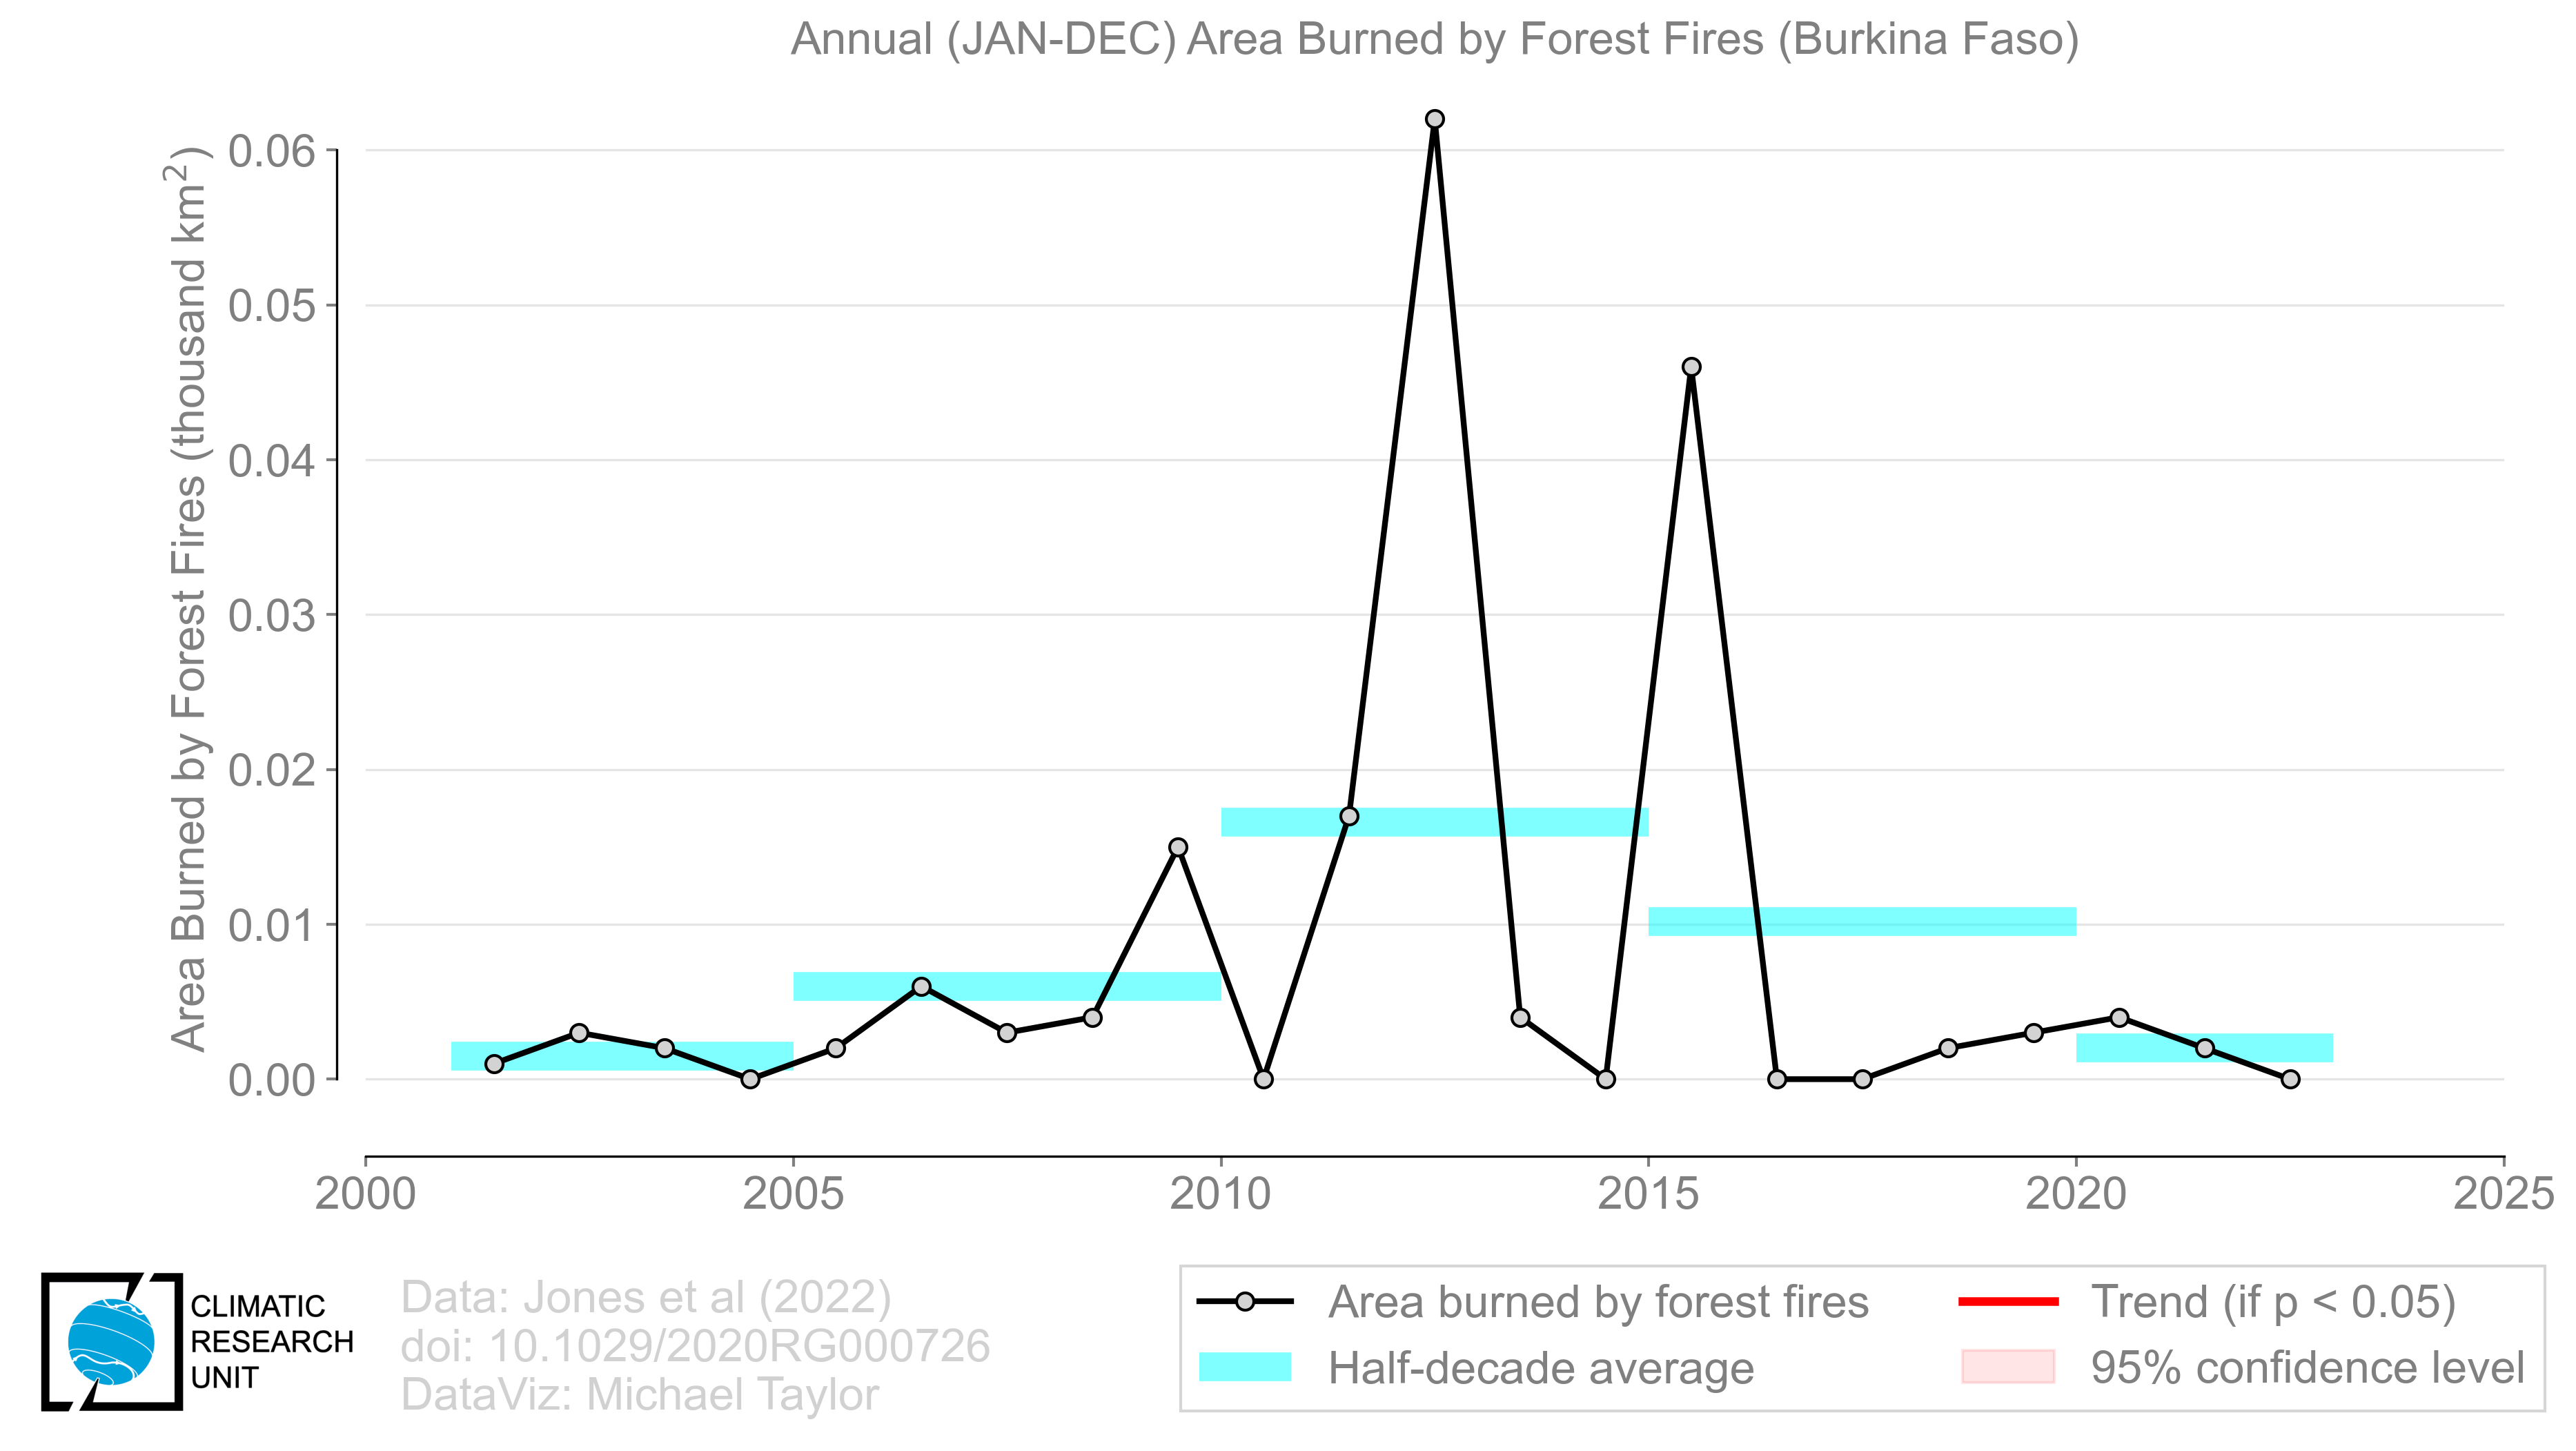 Annual (JAN-DEC) Area Burned by Forest Fires (Burkina Faso)
Area Burned by Forest Fires (thousand km²)
0.06
0.05
0.04
0.03
0.02
0.01
0.00
2000 2005 2010 2015 2020 2025
CLIMATIC
RESEARCH
UNIT
Data: Jones et al (2022)
doi: 10.1029/2020RG000726
DataViz: Michael Taylor
Area burned by forest fires
Half-decade average
Trend (if p < 0.05)
95% confidence level